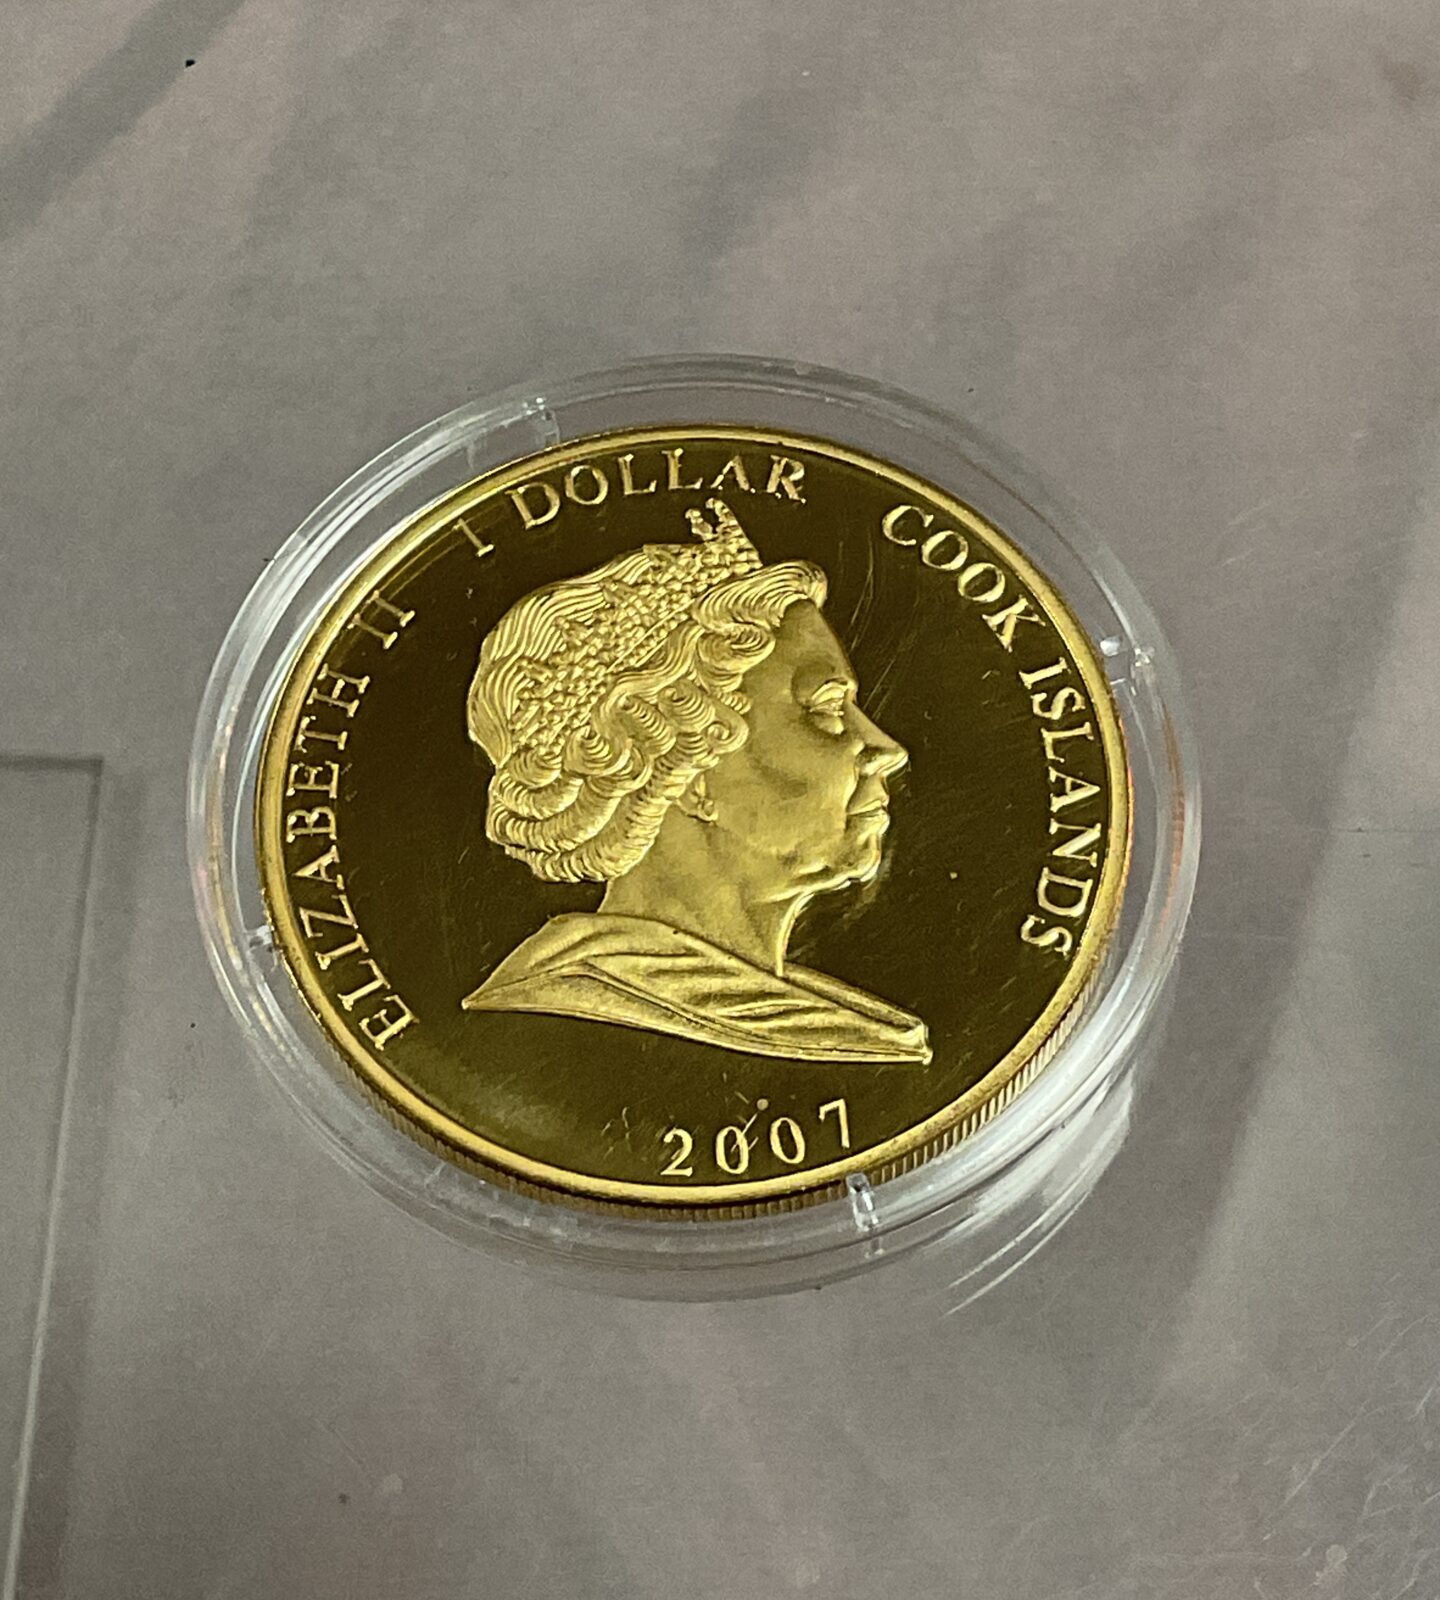 ELIZABETH II 1 DOLLAR COOK ISLANDS
2007